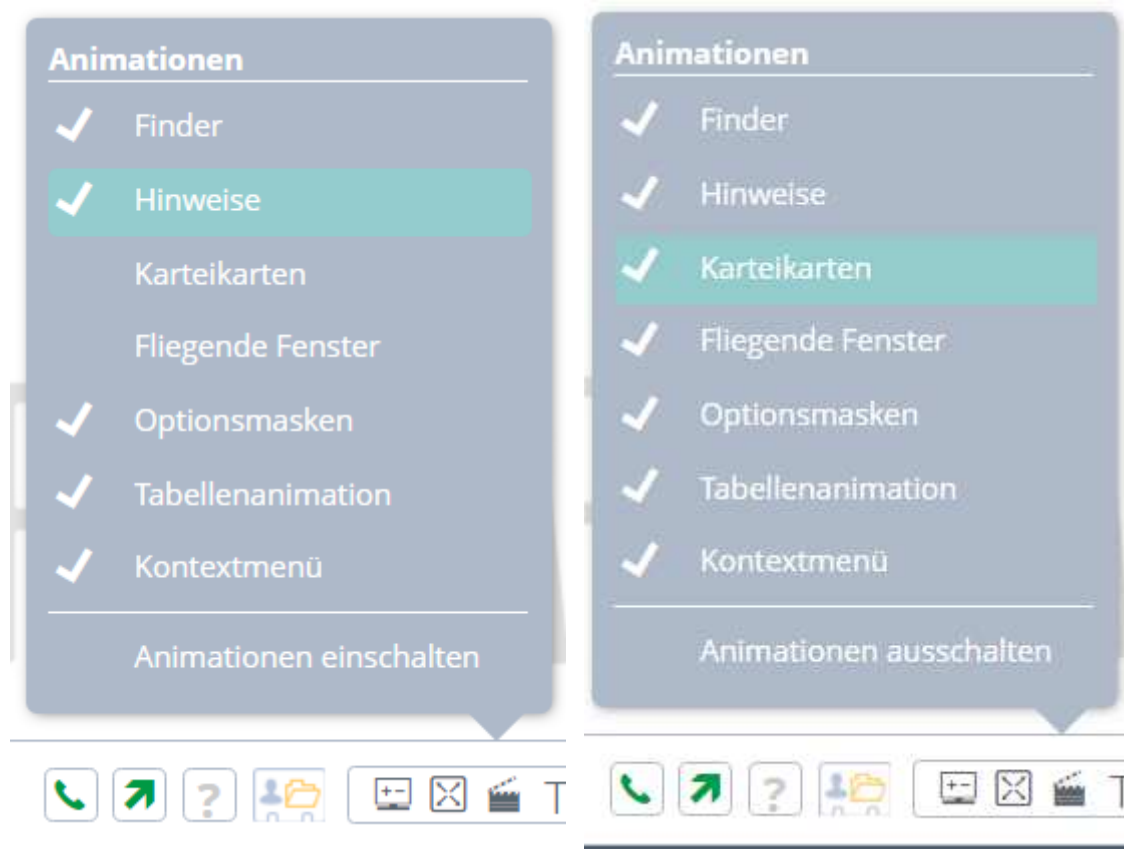 Animationen
Finder
Hinweise
Karteikarten
Fliegende Fenster
Optionsmasken
Tabellenanimation
Kontextmenü
Animationen einschalten
?
T
Animationen
Finder
Hinweise
Karteikarten
Fliegende Fenster
Optionsmasken
Tabellenanimation
Kontextmenü
Animationen ausschalten
?
T